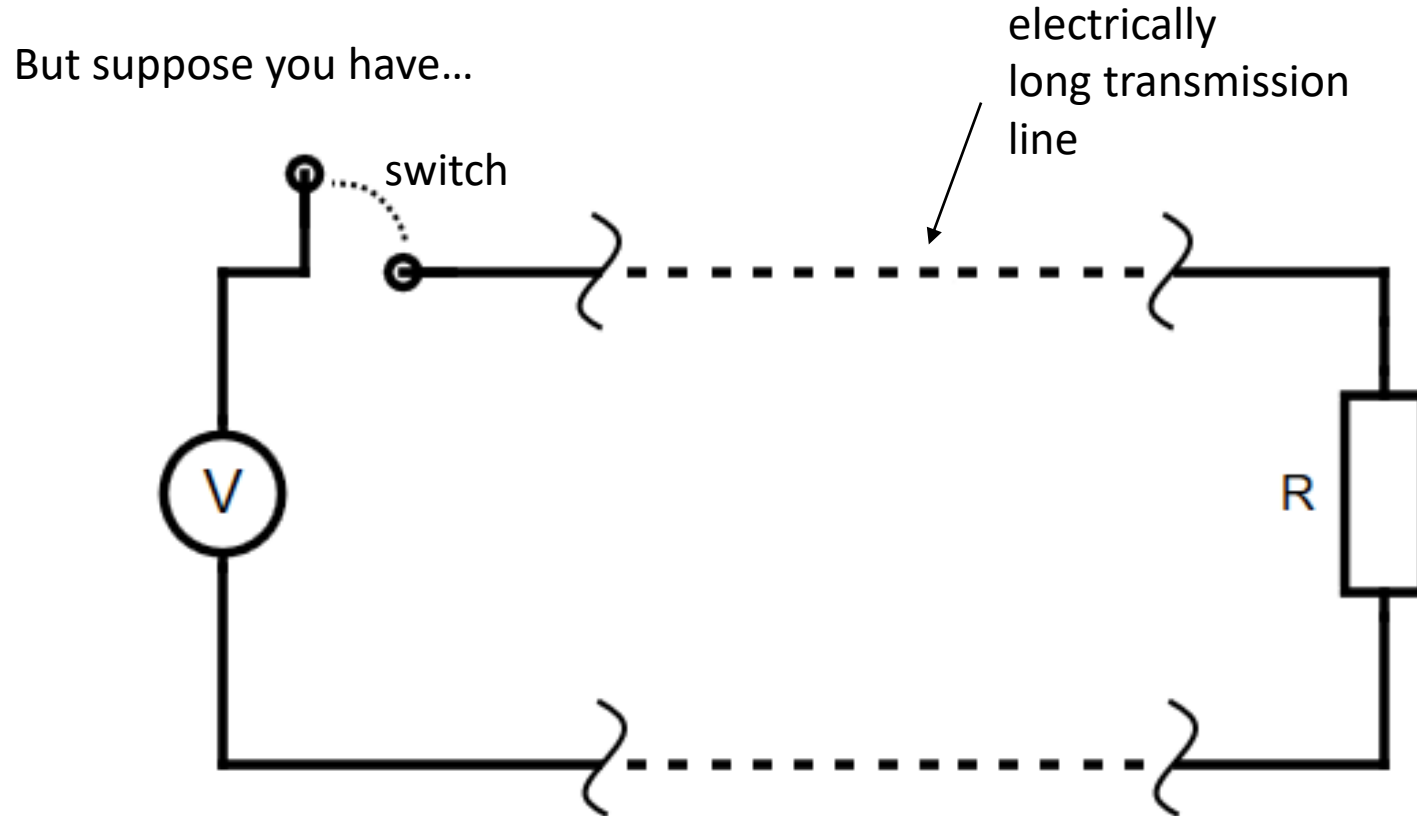 electrically
long transmission
line
But suppose you have…
switch
V
R